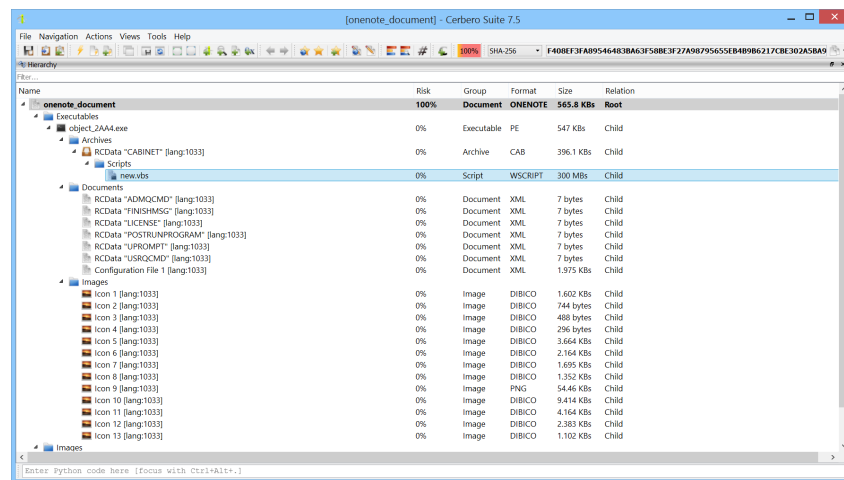 [onenote_document] - Cerbero Suite 7.5
File Navigation Actions Views Tools Help
100% SHA-256 F408EF3FA89546483BA63F58BE3F27A98795655EB4B9B6217CBE302A5BA9
Hierarchy
Filter...
Name Risk Group Format Size Relation
onenote_document 100% Document ONENOTE 565.8 KBs Root
Executables
object_2AA4.exe 0% Executable PE 547 KBs Child
Archives
RCData "CABINET" [lang:1033] 0% Archive CAB 396.1 KBs Child
Scripts
new.vbs 0% Script WSCRIPT 300 MBs Child
Documents
RCData "ADMQCMD" [lang:1033] 0% Document XML 7 bytes Child
RCData "FINISHMSG" [lang:1033] 0% Document XML 7 bytes Child
RCData "LICENSE" [lang:1033] 0% Document XML 7 bytes Child
RCData "POSTRUNPROGRAM" [lang:1033] 0% Document XML 7 bytes Child
RCData "UPROMPT" [lang:1033] 0% Document XML 7 bytes Child
RCData "USRQCMD" [lang:1033] 0% Document XML 7 bytes Child
Configuration File 1 [lang:1033] 0% Document XML 1.975 KBs Child
Images
Icon 1 [lang:1033] 0% Image DIBICO 1.602 KBs Child
Icon 2 [lang:1033] 0% Image DIBICO 744 bytes Child
Icon 3 [lang:1033] 0% Image DIBICO 488 bytes Child
Icon 4 [lang:1033] 0% Image DIBICO 296 bytes Child
Icon 5 [lang:1033] 0% Image DIBICO 3.664 KBs Child
Icon 6 [lang:1033] 0% Image DIBICO 2.164 KBs Child
Icon 7 [lang:1033] 0% Image DIBICO 1.695 KBs Child
Icon 8 [lang:1033] 0% Image DIBICO 1.352 KBs Child
Icon 9 [lang:1033] 0% Image PNG 54.46 KBs Child
Icon 10 [lang:1033] 0% Image DIBICO 9.414 KBs Child
Icon 11 [lang:1033] 0% Image DIBICO 4.164 KBs Child
Icon 12 [lang:1033] 0% Image DIBICO 2.383 KBs Child
Icon 13 [lang:1033] 0% Image DIBICO 1.102 KBs Child
Images
Enter Python code here [focus with Ctrl+Alt+.]